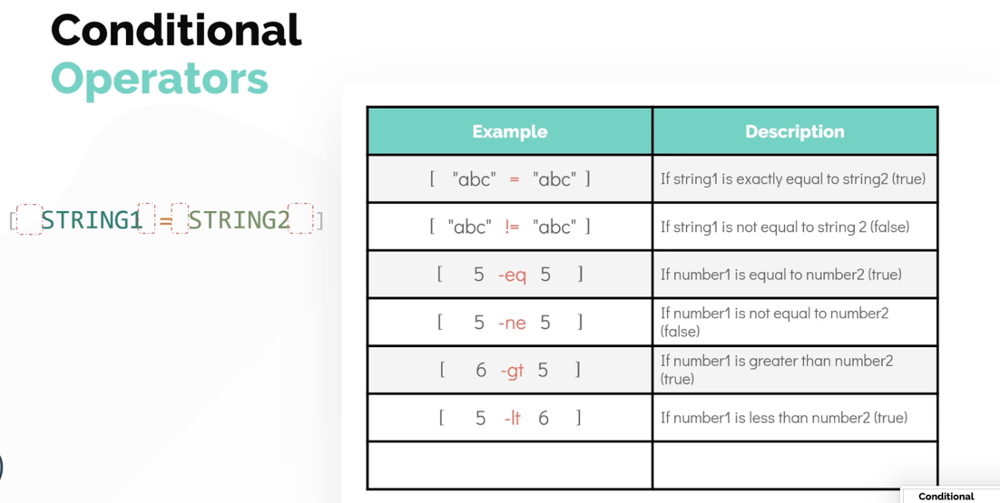 Conditional
Operators
[ STRING1 = STRING2 ]
Example Description
[ "abc" = "abc" ] If string1 is exactly equal to string2 (true)
[ "abc" != "abc" ] If string1 is not equal to string 2 (false)
[ 5 -eq 5 ] If number1 is equal to number2 (true)
[ 5 -ne 5 ] If number1 is not equal to number2
(false)
[ 6 -gt 5 ] If number1 is greater than number2
(true)
[ 5 -lt 6 ] If number1 is less than number2 (true)
Conditional